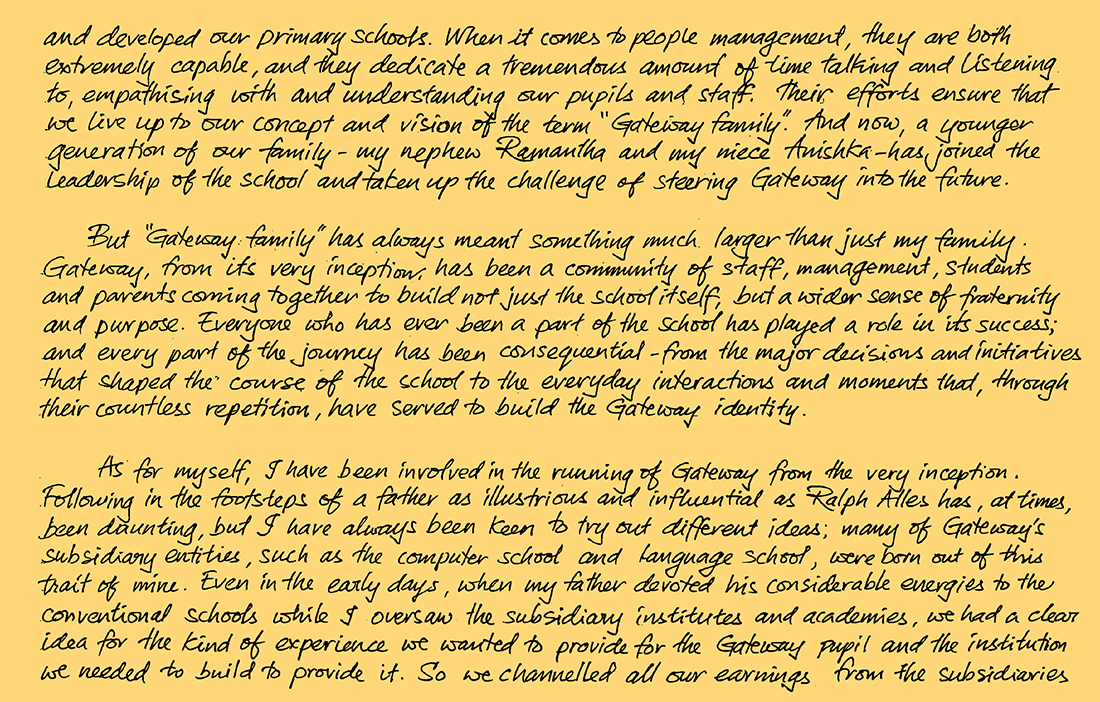 and developed our primary schools. When it comes to people management, they are both
extremely capable, and they dedicate a tremendous amount of time talking and listening
to, empathising with and understanding our pupils and staff. Their efforts ensure that
we live up to our concept and vision of the term "Gateway family". And now, a younger
generation of our family - my nephew Ramantha and my niece Anishka - has joined the
leadership of the school and taken up the challenge of steering Gateway into the future.
But "Gateway family" has always meant something much larger than just my family.
Gateway, from its very inception, has been a community of staff, management, students
and parents coming together to build not just the school itself, but a wider sense of fraternity
and purpose. Everyone who has ever been a part of the school has played a role in its success;
and every part of the journey has been consequential - from the major decisions and initiatives
that shaped the course of the school to the everyday interactions and moments that, through
their countless repetition, have served to build the Gateway identity.
As for myself, I have been involved in the running of Gateway from the very inception.
Following in the footsteps of a father as illustrious and influential as Ralph Alles has, at times,
been daunting, but I have always been keen to try out different ideas; many of Gateway's
subsidiary entities, such as the computer school and language school, were born out of this
trait of mine. Even in the early days, when my father devoted his considerable energies to the
conventional schools while I oversaw the subsidiary institutes and academies, we had a clear
idea for the kind of experience we wanted to provide for the Gateway pupil and the institution
we needed to build to provide it. So we channelled all our earnings from the subsidiaries